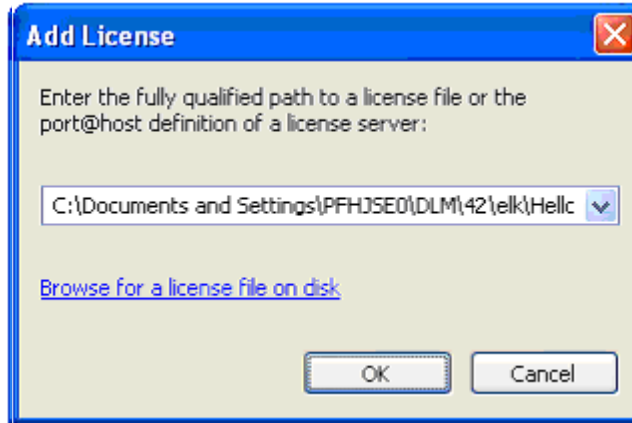 Add License
Enter the fully qualified path to a license file or the
port@host definition of a license server:
C:\Documents and Settings\PFHJSE0\DLM\42\elk\Hellc
Browse for a license file on disk
OK
Cancel